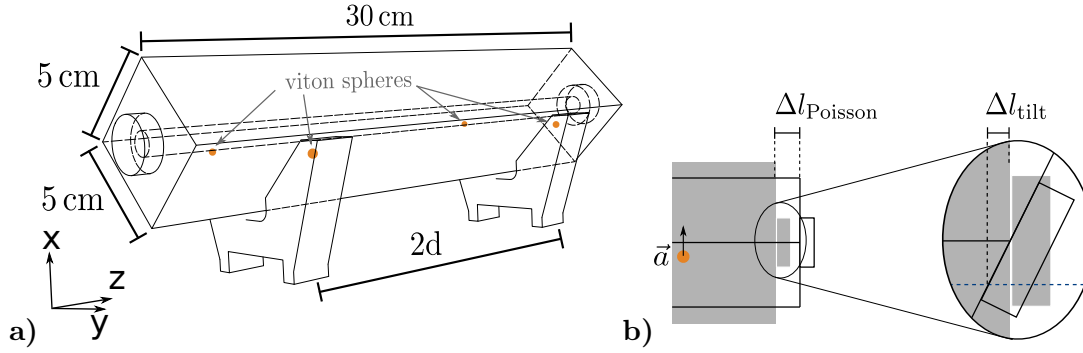 30 cm
5 cm
viton spheres
5 cm
2d
x
z
y
a)
Δl_Poisson
Δl_tilt
a⃗
b)